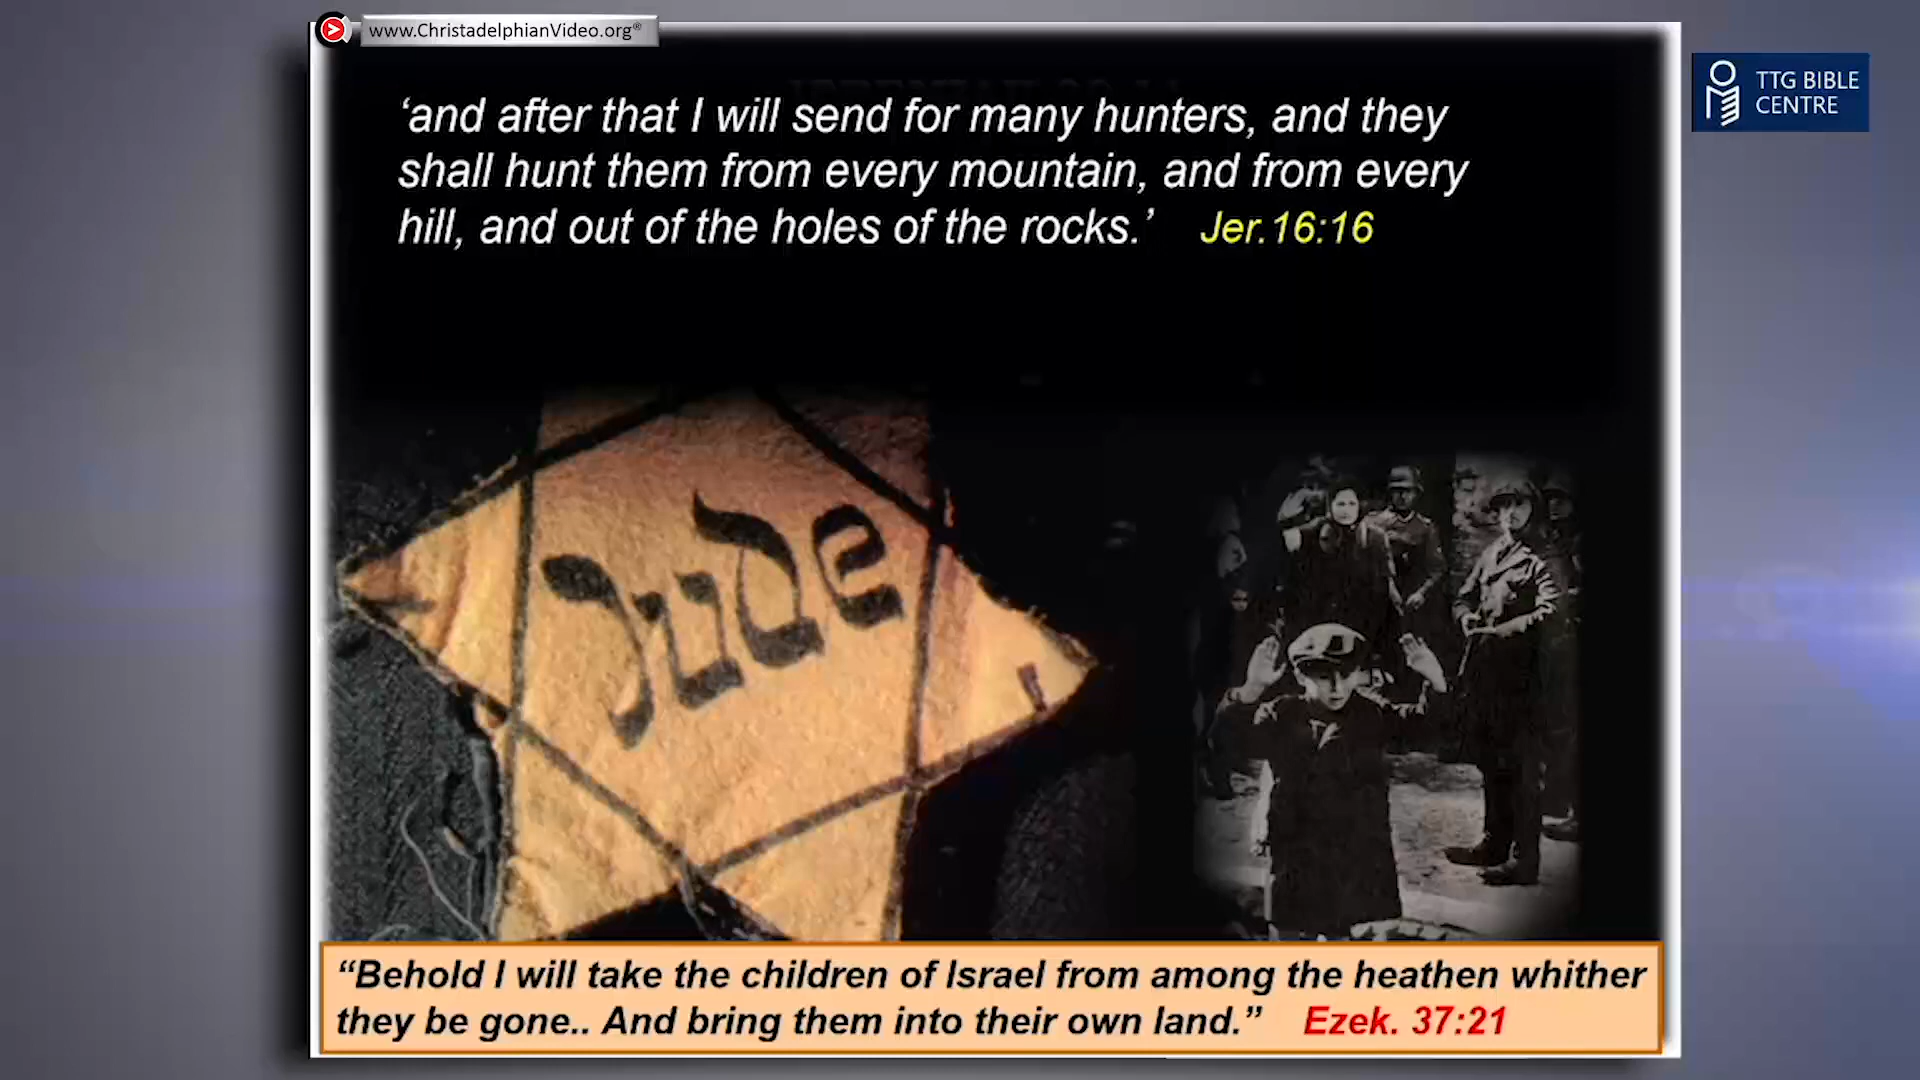 www.ChristadelphianVideo.org®
TTG BIBLE
CENTRE
‘and after that I will send for many hunters, and they
shall hunt them from every mountain, and from every
hill, and out of the holes of the rocks.’ Jer.16:16
Jude
“Behold I will take the children of Israel from among the heathen whither
they be gone.. And bring them into their own land.” Ezek. 37:21